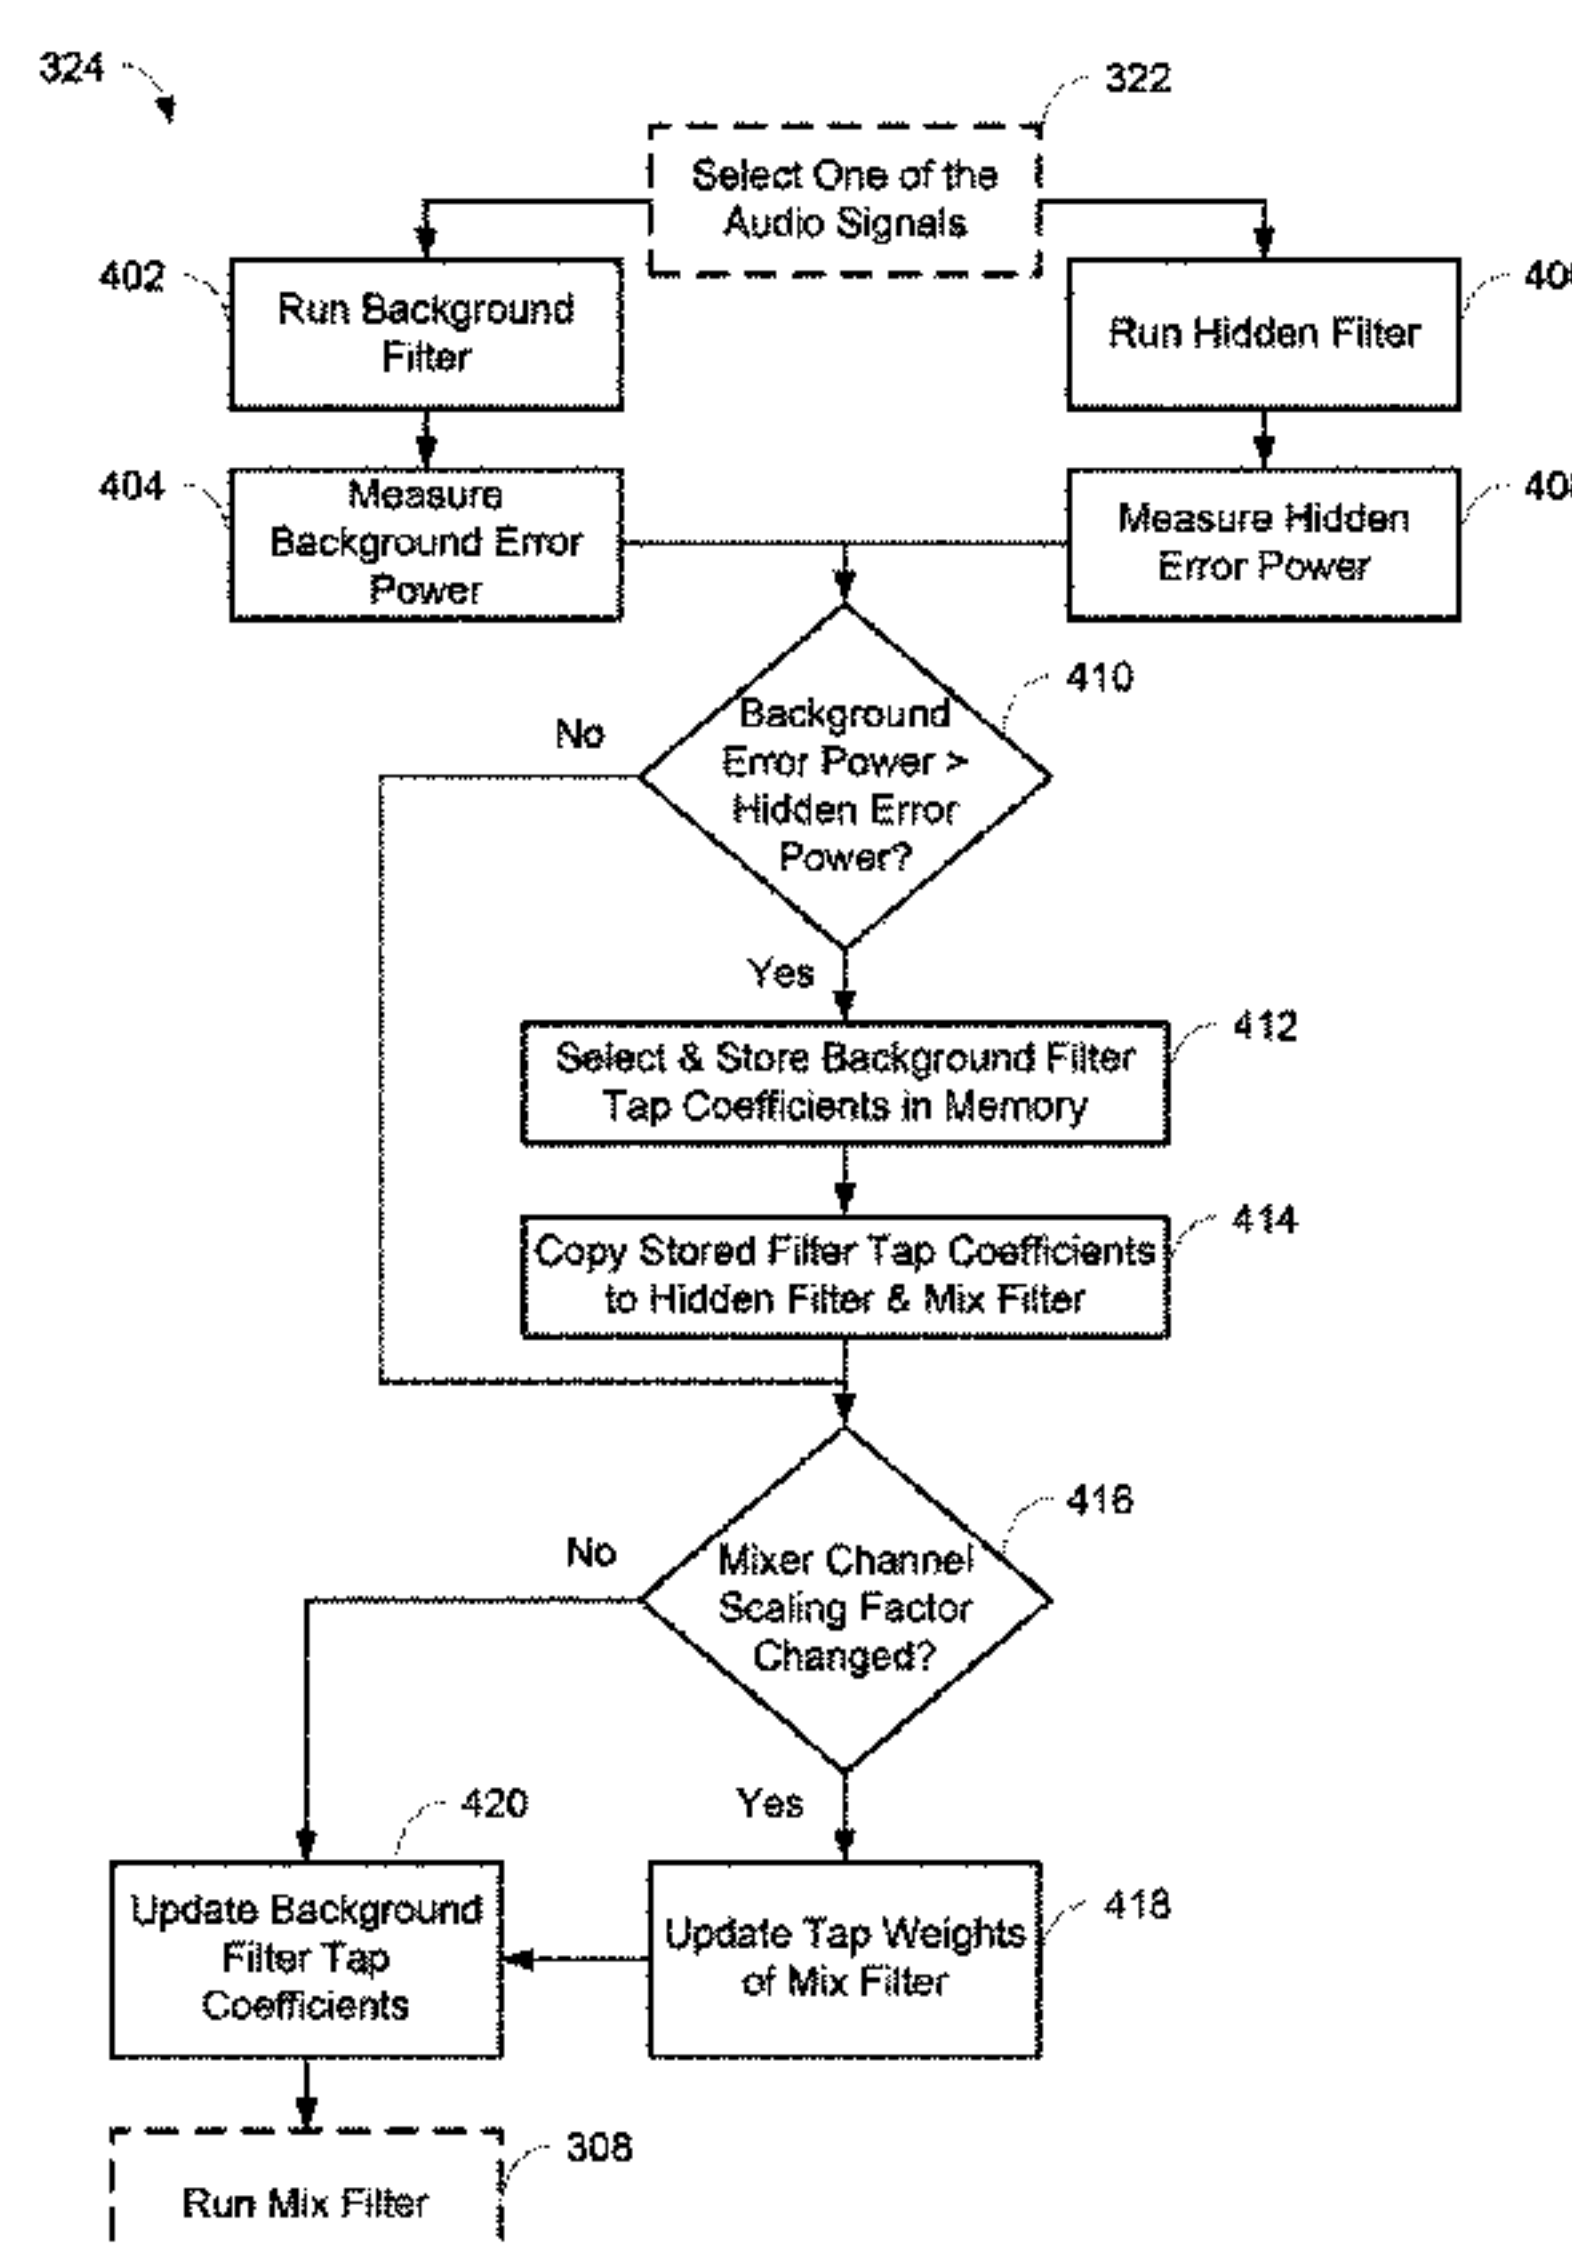 324
322
Select One of the
Audio Signals
402
Run Background
Filter
Run Hidden Filter
404
Measure
Background Error
Power
Measure Hidden
Error Power
410
No
Background
Error Power >
Hidden Error
Power?
Yes
412
Select & Store Background Filter
Tap Coefficients in Memory
414
Copy Stored Filter Tap Coefficients
to Hidden Filter & Mix Filter
416
No
Mixer Channel
Scaling Factor
Changed?
420
Yes
Update Background
Filter Tap
Coefficients
418
Update Tap Weights
of Mix Filter
308
Run Mix Filter